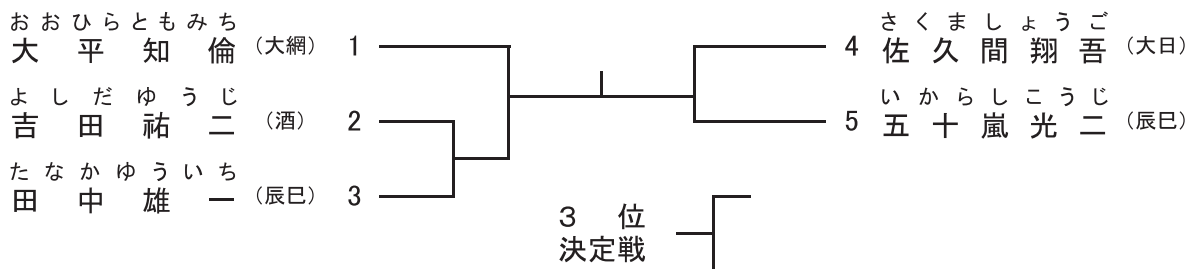 おおひらともみち
大平知倫（大網）1
よしだゆうじ
吉田祐二（酒）2
たなかゆういち
田中雄一（辰巳）3
さくましょうご
4 佐久間翔吾（大日）
いからしこうじ
5 五十嵐光二（辰巳）
3位
決定戦